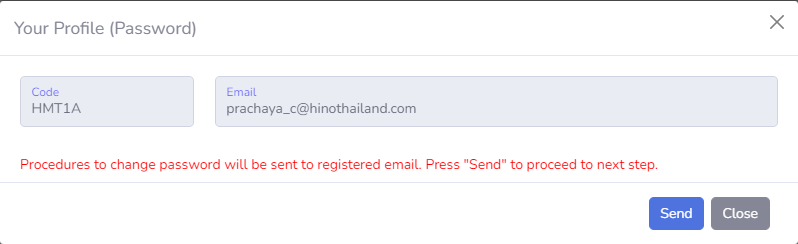 Your Profile (Password)
Code
HMT1A
Email
prachaya_c@hinothailand.com
Procedures to change password will be sent to registered email. Press "Send" to proceed to next step.
Send
Close